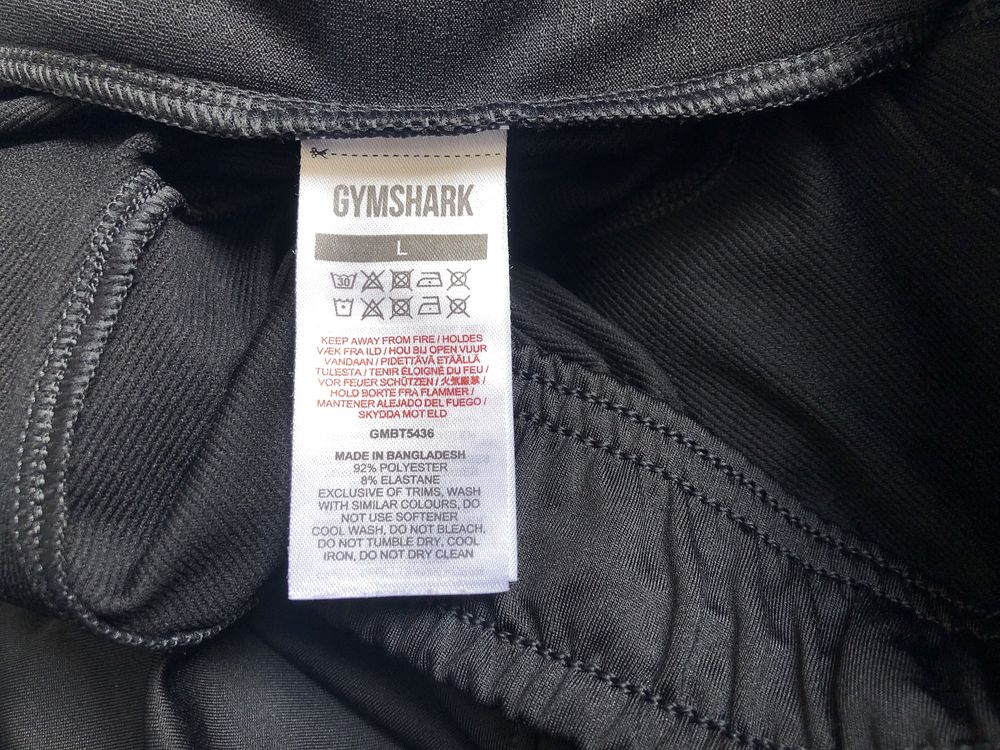 GYMSHARK
L
30
KEEP AWAY FROM FIRE / HOLDES
VÆK FRA ILD / HOU BIJ OPEN VUUR
VANDAAN / PIDETTÄVÄ ETÄÄLLÄ
TULESTA / TENIR ÉLOIGNÉ DU FEU /
VOR FEUER SCHÜTZEN / 火気厳禁 /
HOLD BORTE FRA FLAMMER /
MANTENER ALEJADO DEL FUEGO /
SKYDDA MOT ELD
GMBT5436
MADE IN BANGLADESH
92% POLYESTER
8% ELASTANE
EXCLUSIVE OF TRIMS, WASH
WITH SIMILAR COLOURS, DO
NOT USE SOFTENER
COOL WASH, DO NOT BLEACH,
DO NOT TUMBLE DRY, COOL
IRON, DO NOT DRY CLEAN